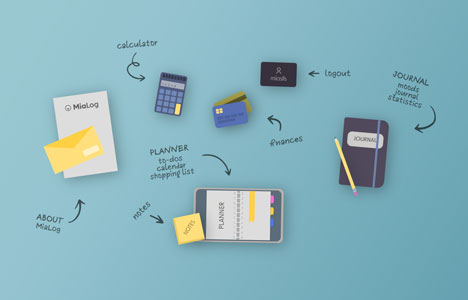 calculator
logout
JOURNAL
moods
journal
statistics
MiaLog
finances
PLANNER
to-dos
calendar
shopping list
JOURNAL
ABOUT
MiaLog
notes
NOTES
PLANNER